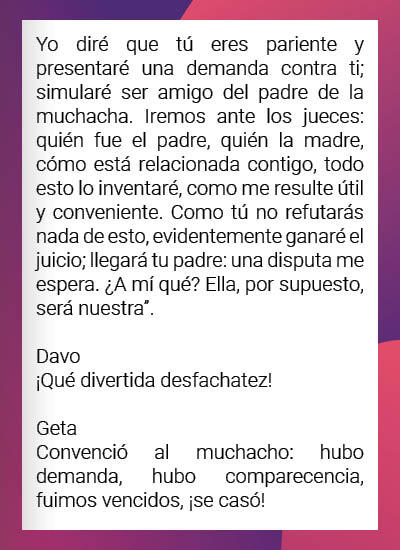 Yo diré que tú eres pariente y
presentaré una demanda contra ti;
simularé ser amigo del padre de la
muchacha. Iremos ante los jueces:
quién fue el padre, quién la madre,
cómo está relacionada contigo, todo
esto lo inventaré, como me resulte útil
y conveniente. Como tú no refutarás
nada de esto, evidentemente ganaré el
juicio; llegará tu padre: una disputa me
espera. ¿A mí qué? Ella, por supuesto,
será nuestra”.
Davo
¡Qué divertida desfachatez!
Geta
Convenció al muchacho: hubo
demanda, hubo comparecencia,
fuimos vencidos, ¡se casó!